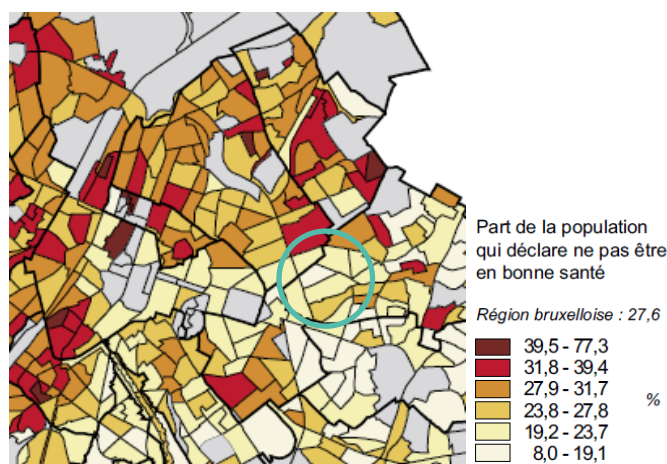 Part de la population
qui déclare ne pas être
en bonne santé
Région bruxelloise : 27,6
39,5 - 77,3
31,8 - 39,4
27,9 - 31,7
23,8 - 27,8 %
19,2 - 23,7
8,0 - 19,1